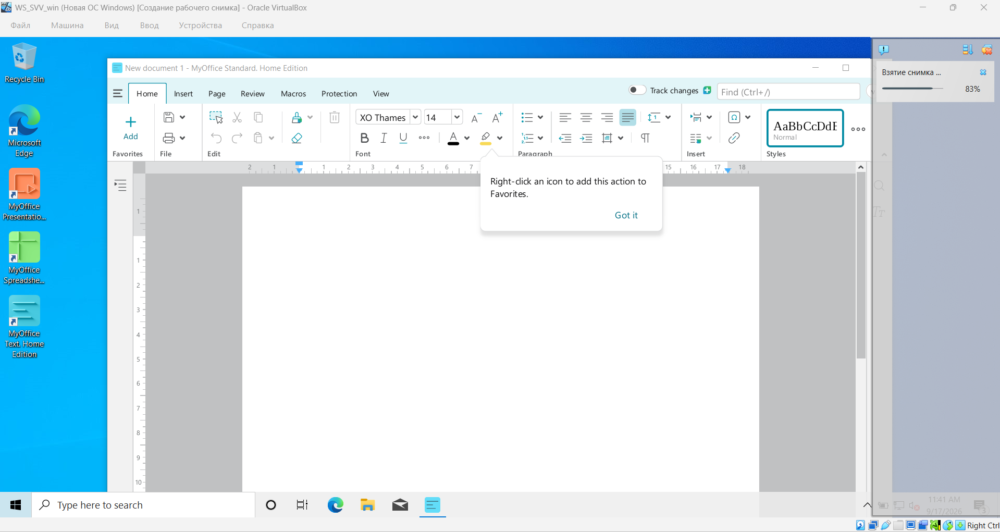 WS_SVV_win (Новая ОС Windows) [Создание рабочего снимка] - Oracle VirtualBox
Файл Машина Вид Ввод Устройства Справка
Recycle Bin
Microsoft
Edge
MyOffice
Presentatio...
MyOffice
Spreadshe...
MyOffice
Text. Home
Edition
New document 1 - MyOffice Standard. Home Edition
Home Insert Page Review Macros Protection View
Track changes
Find (Ctrl+/)
Add
Favorites
File
Edit
XO Thames 14
Font
Paragraph
Insert
AaBbCcDdE
Normal
Styles
2 1 1 2 3 4 5 6 7 15 16 17 18
1
1
2
3
4
5
6
7
8
9
10
Right-click an icon to add this action to
Favorites.
Got it
Взятие снимка ...
83%
Type here to search
11:41 AM
9/17/2026
3
Right Ctrl